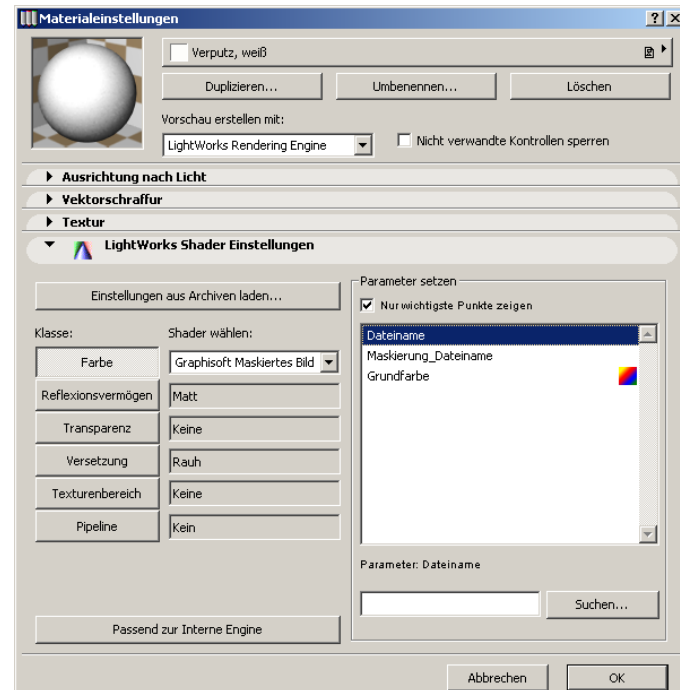 Materialeinstellungen
Verputz, weiß
Duplizieren...
Umbenennen...
Löschen
Vorschau erstellen mit:
LightWorks Rendering Engine
Nicht verwandte Kontrollen sperren
Ausrichtung nach Licht
Vektorschraffur
Textur
LightWorks Shader Einstellungen
Einstellungen aus Archiven laden...
Klasse:
Shader wählen:
Farbe
Graphisoft Maskiertes Bild
Reflexionsvermögen
Matt
Transparenz
Keine
Versetzung
Rauh
Texturenbereich
Keine
Pipeline
Kein
Passend zur Interne Engine
Parameter setzen
Nur wichtigste Punkte zeigen
Dateiname
Maskierung_Dateiname
Grundfarbe
Parameter: Dateiname
Suchen...
Abbrechen
OK